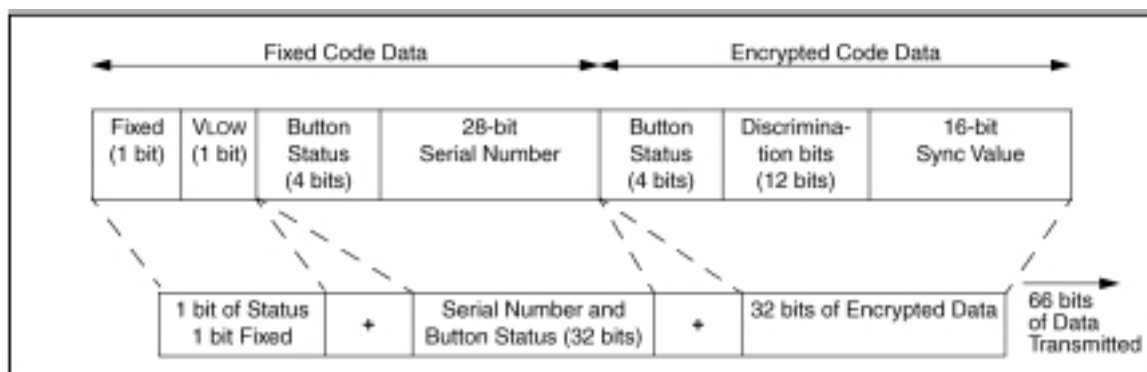 Fixed Code Data
Encrypted Code Data
Fixed
(1 bit)
VLOW
(1 bit)
Button
Status
(4 bits)
28-bit
Serial Number
Button
Status
(4 bits)
Discrimina-
tion bits
(12 bits)
16-bit
Sync Value
1 bit of Status
1 bit Fixed
+
Serial Number and
Button Status (32 bits)
+
32 bits of Encrypted Data
66 bits
of Data
Transmitted